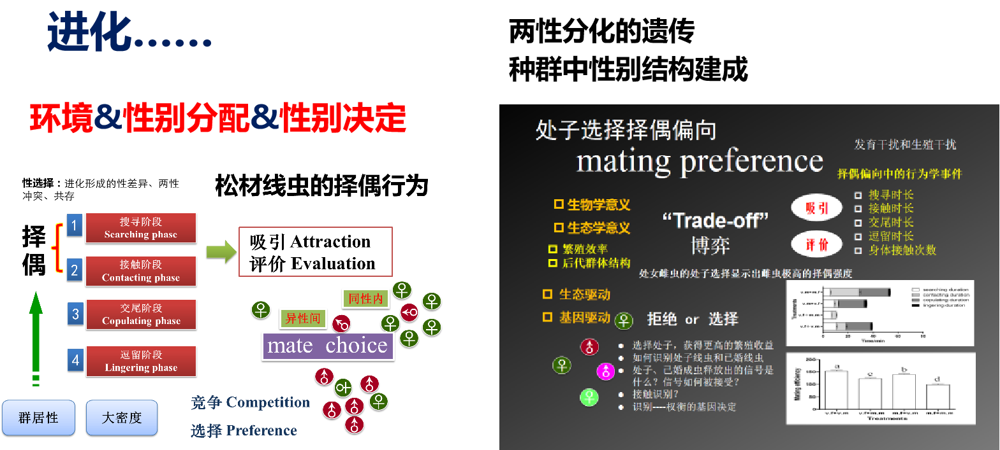 进化……
环境&性别分配&性别决定
性选择：进化形成的性差异、两性
冲突、共存
松材线虫的择偶行为
择
偶
1
搜寻阶段
Searching phase
2
接触阶段
Contacting phase
3
交尾阶段
Copulating phase
4
逗留阶段
Lingering phase
吸引 Attraction
评价 Evaluation
同性内
异性间
mate choice
竞争 Competition
选择 Preference
群居性
大密度
两性分化的遗传
种群中性别结构建成
处子选择择偶偏向
mating preference
发育干扰和生殖干扰
择偶偏向中的行为学事件
生物学意义
生态学意义
繁殖效率
后代群体结构
“Trade-off”
博弈
吸引
评价
搜寻时长
接触时长
交尾时长
逗留时长
身体接触次数
处女雌虫的处子选择显示出雌虫极高的择偶强度
生态驱动
基因驱动
拒绝 or 选择
选择处子，获得更高的繁殖收益
如何识别处子线虫和已婚线虫
处子、已婚成虫释放出的信号是
什么？信号如何被接受？
接触识别？
识别----权衡的基因决定
searching duration
contacting duration
copulating duration
lingering duration
Treatments
v.m+m.f
v.m+v.f
v.f+m.m
v.f+v.m
0
20
40
60
80
Time/min
Mating efficiency
200
150
100
50
0
a
c
b
d
v.f+v.m
v.f+m.m
m.f+v.m
m.f+m.m
Treatments